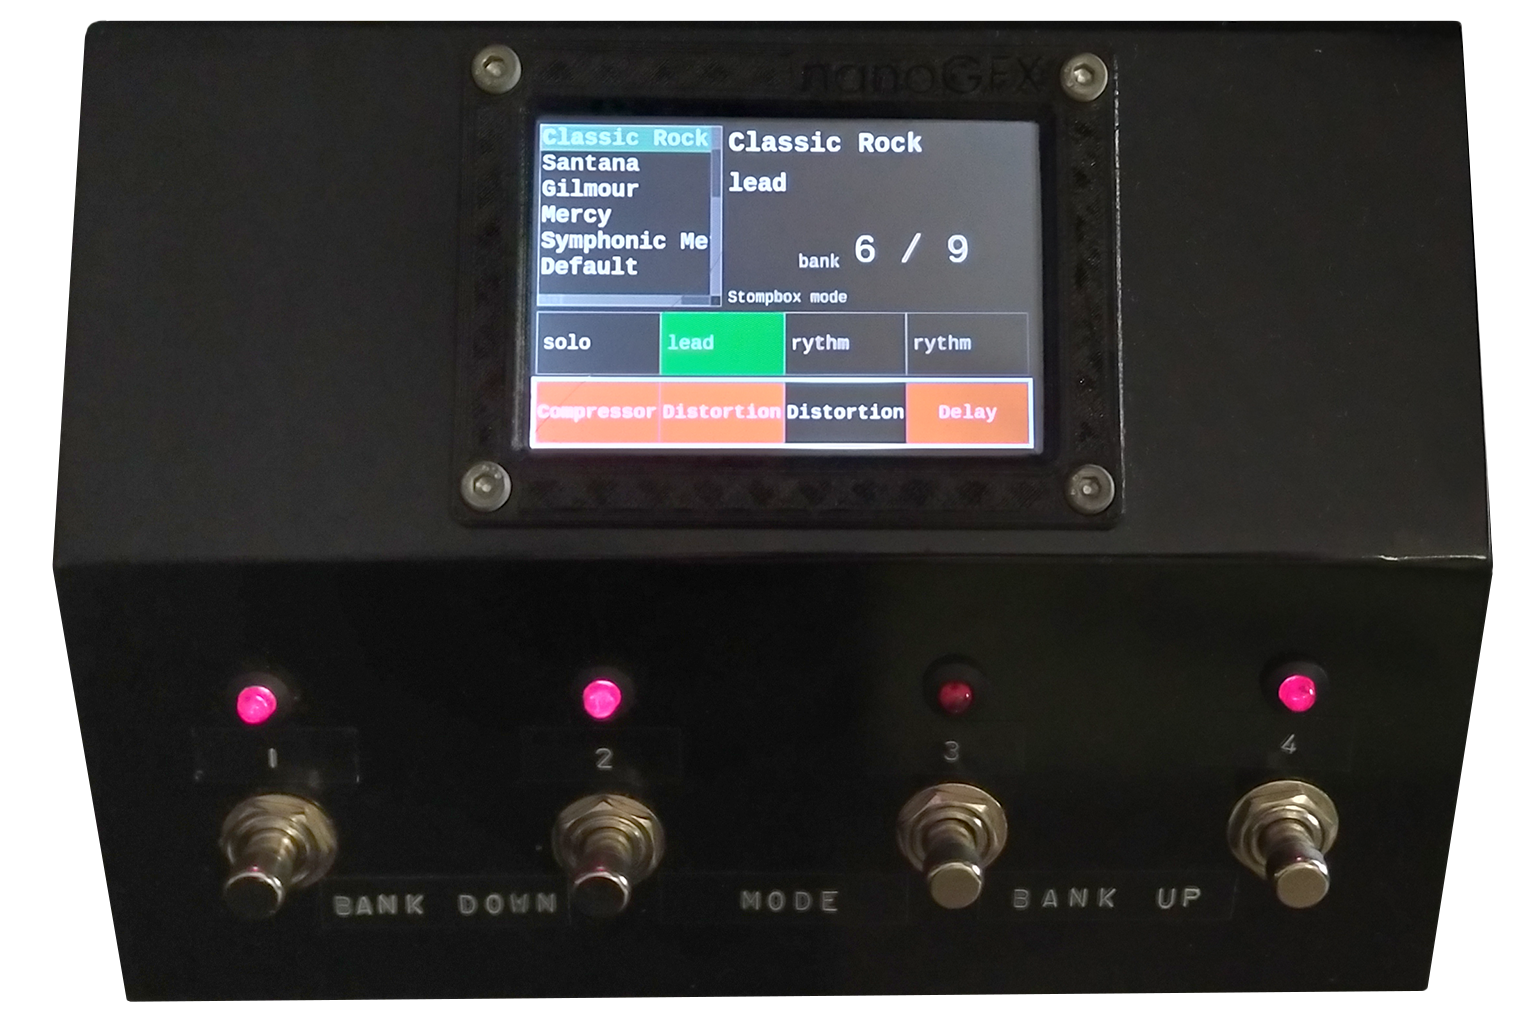 nanoGFX
Classic Rock
Santana
Gilmour
Mercy
Symphonic Me
Default
Classic Rock
lead
bank 6 / 9
Stompbox mode
solo lead rythm rythm
Compressor Distortion Distortion Delay
1 2 3 4
BANK DOWN MODE BANK UP